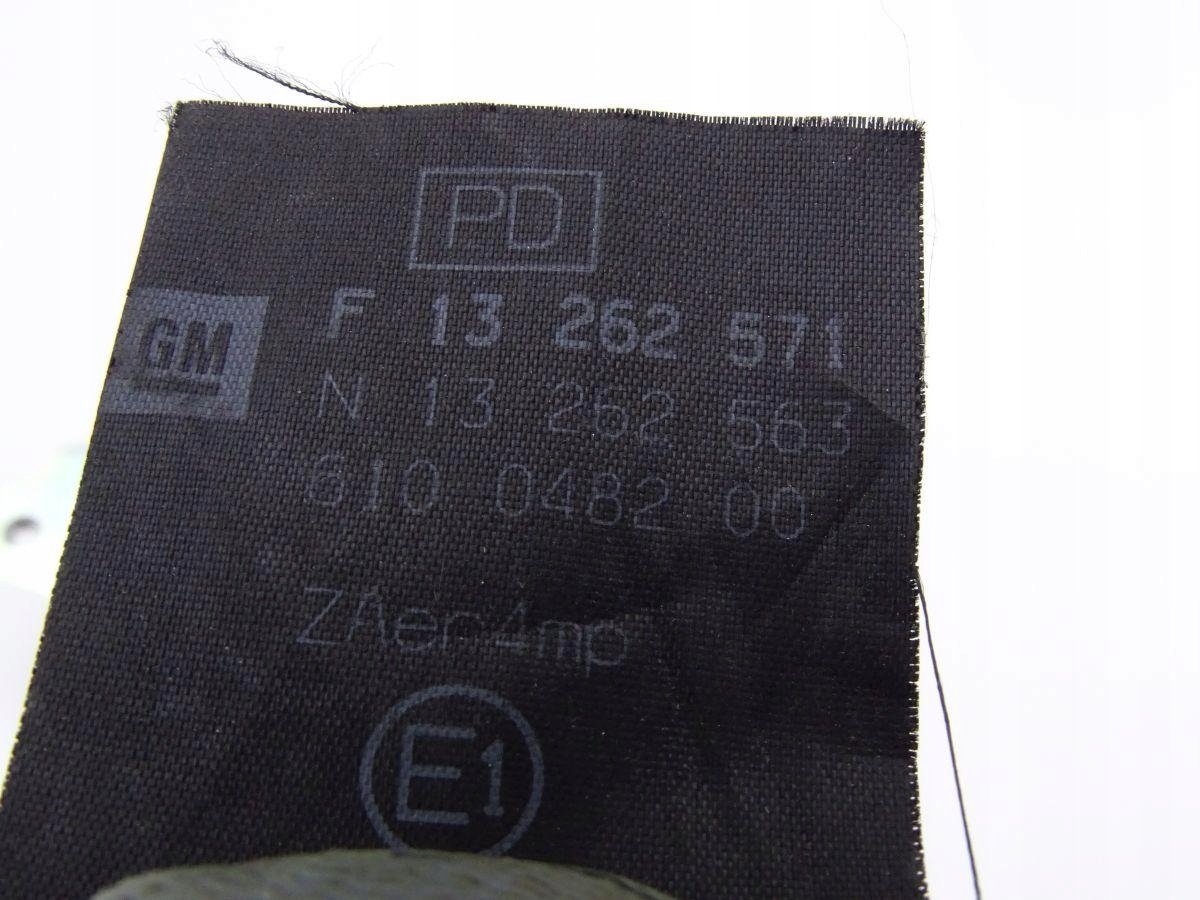 PD
GM
F 13 262 571
N 13 262 563
610 0482 00
ZAer4mp
E1